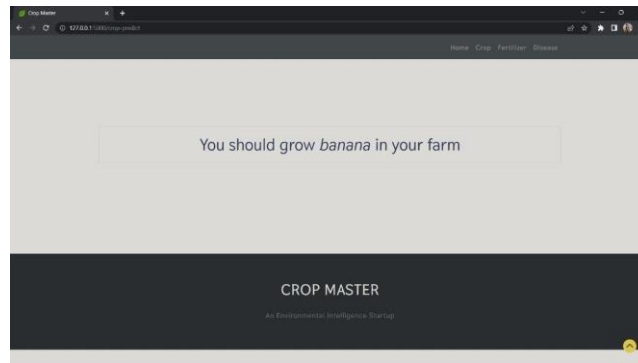 Crop Master
127.0.0.1:5000/crop-predict
Home Crop Fertilizer Disease
You should grow banana in your farm
CROP MASTER
An Environmental Intelligence Startup